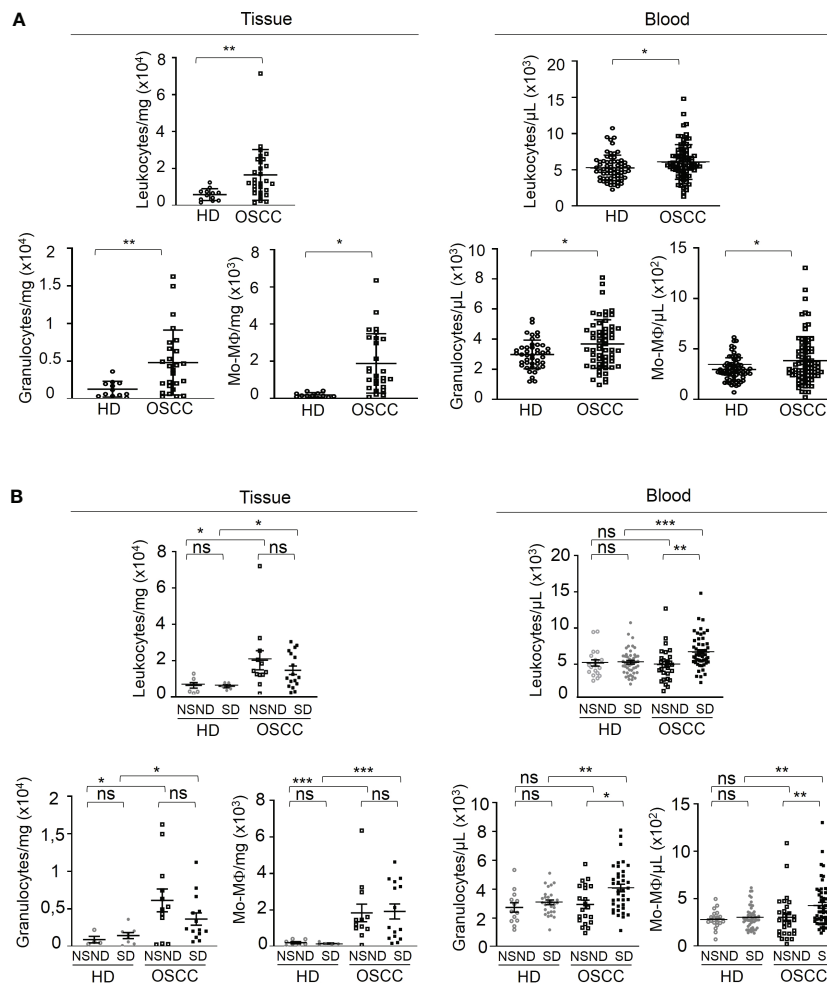 A
Tissue
Blood
Leukocytes/mg (x10⁴)
8
6
4
2
0
**
HD
OSCC
Leukocytes/µL (x10³)
20
15
10
5
0
*
HD
OSCC
Granulocytes/mg (x10⁴)
2
1.5
1
0.5
0
**
HD
OSCC
Mo-MΦ/mg (x10³)
8
6
4
2
0
*
HD
OSCC
Granulocytes/µL (x10³)
10
8
6
4
2
0
*
HD
OSCC
Mo-MΦ/µL (x10²)
15
10
5
0
*
HD
OSCC
B
Tissue
Blood
Leukocytes/mg (x10⁴)
8
6
4
2
0
* *
ns ns
NSND SD NSND SD
HD OSCC
Leukocytes/µL (x10³)
20
15
10
5
0
ns ***
ns **
NSND SD NSND SD
HD OSCC
Granulocytes/mg (x10⁴)
2
1,5
1
0,5
0
* *
ns ns
NSND SD NSND SD
HD OSCC
Mo-MΦ/mg (x10³)
8
6
4
2
0
*** ***
ns ns
NSND SD NSND SD
HD OSCC
Granulocytes/µL (x10³)
10
8
6
4
2
0
ns **
ns *
NSND SD NSND SD
HD OSCC
Mo-MΦ/µL (x10²)
15
10
5
0
ns **
ns **
NSND SD NSND SD
HD OSCC